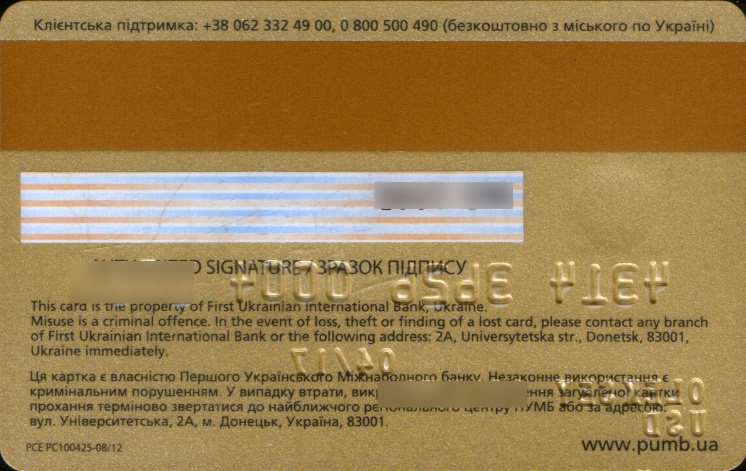 Клієнтська підтримка: +38 062 332 49 00, 0 800 500 490 (безкоштовно з міського по Україні)
SIGNATURE / ЗРАЗОК ПІДПИСУ
This card is the property of First Ukrainian International Bank, Ukraine.
Misuse is a criminal offence. In the event of loss, theft or finding of a lost card, please contact any branch
of First Ukrainian International Bank or the following address: 2A, Universytetska str., Donetsk, 83001,
Ukraine immediately.
Ця картка є власністю Першого Українського Міжнародного банку. Незаконне використання є
кримінальним порушенням. У випадку втрати, загубленої картки
прохання терміново звертатися до найближчого регіонального центру ПУМБ або за адресою:
вул. Університетська, 2А, м. Донецьк, Україна, 83001.
PCE PC100425-08/12
www.pumb.ua